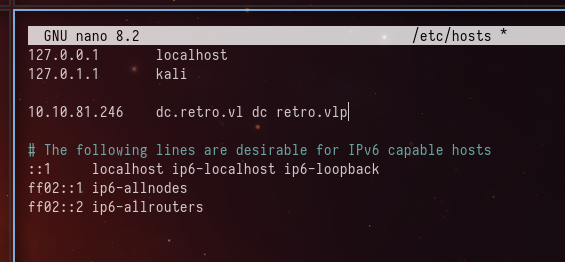 GNU nano 8.2 /etc/hosts *
127.0.0.1 localhost
127.0.1.1 kali
10.10.81.246 dc.retro.vl dc retro.vlp
# The following lines are desirable for IPv6 capable hosts
::1 localhost ip6-localhost ip6-loopback
ff02::1 ip6-allnodes
ff02::2 ip6-allrouters